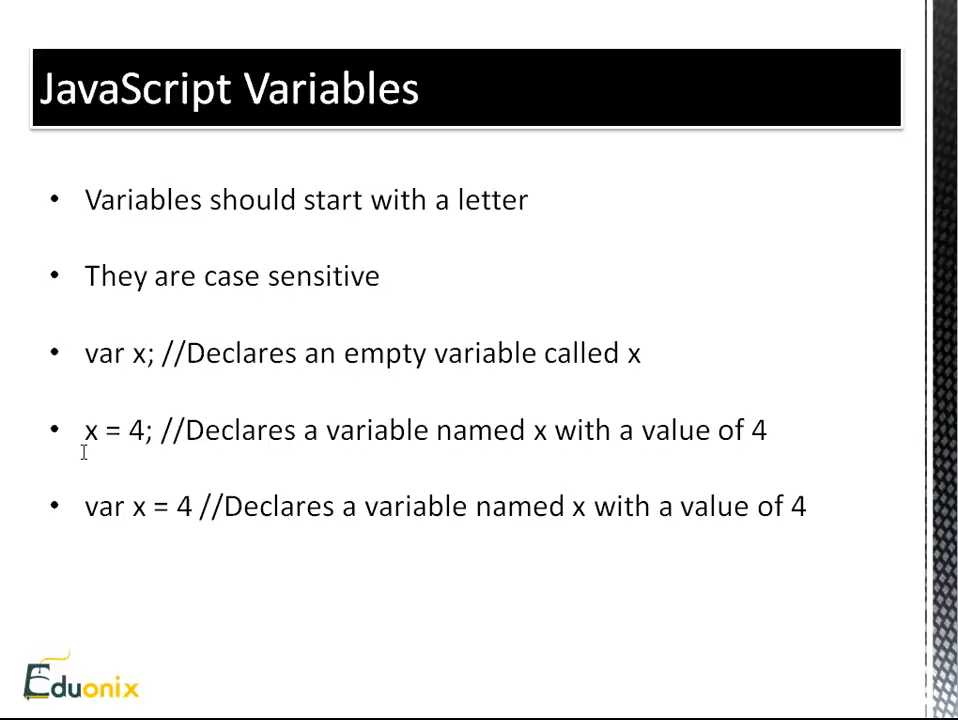 JavaScript Variables
• Variables should start with a letter
• They are case sensitive
• var x; //Declares an empty variable called x
• x = 4; //Declares a variable named x with a value of 4
• var x = 4 //Declares a variable named x with a value of 4
Eduonix